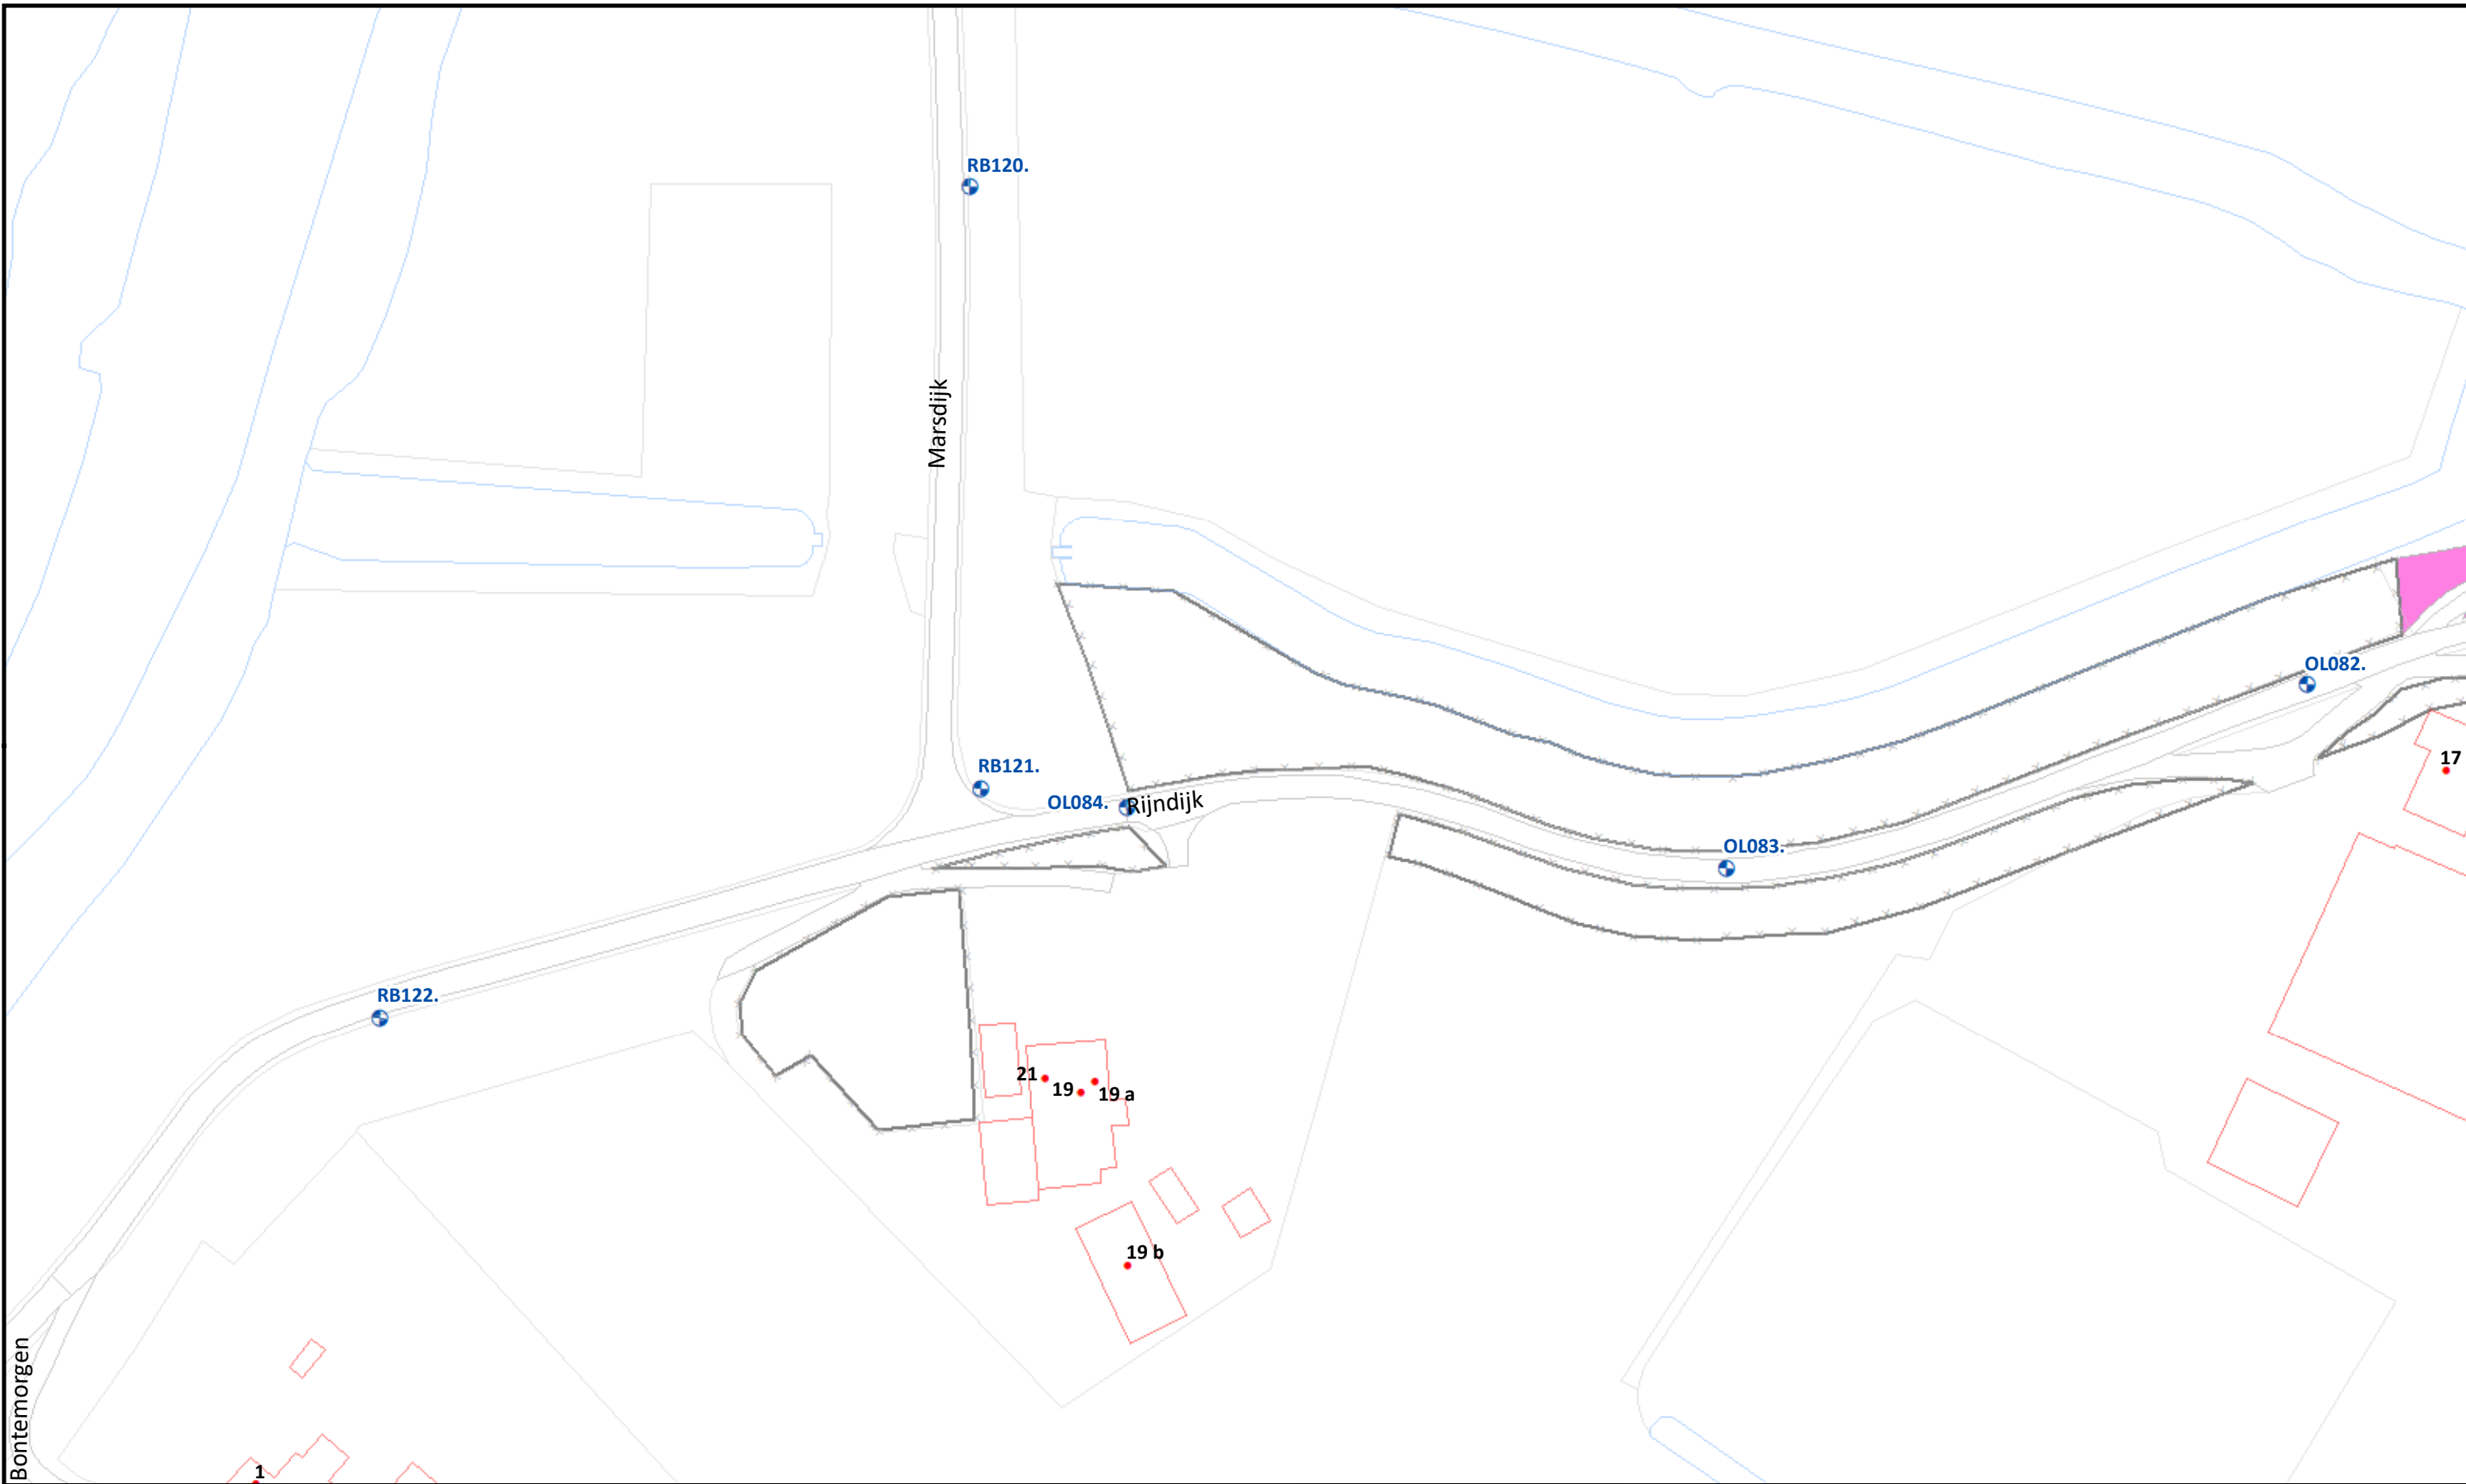 RB120.
Marsdijk
OL082.
17
RB121.
OL084.
Rijndijk
OL083.
RB122.
21
19
19 a
19 b
Bontemorgen
1